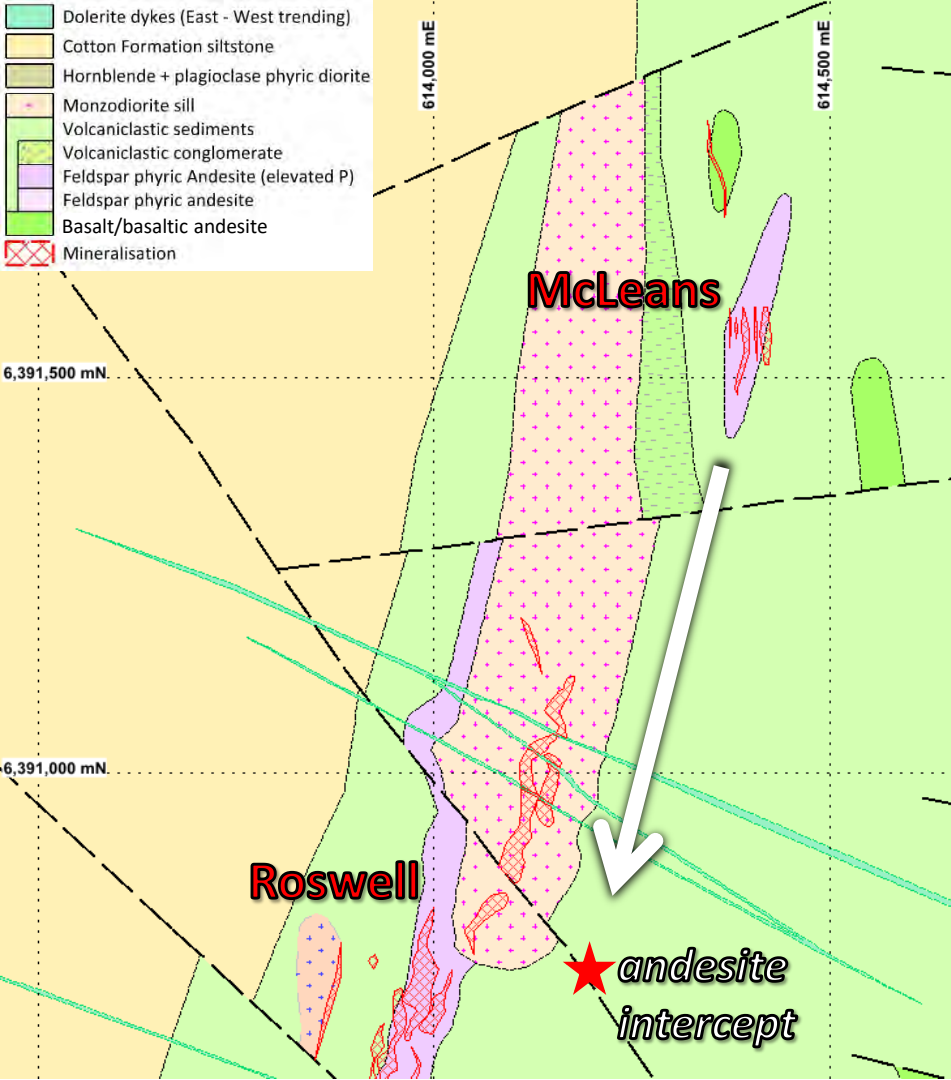 Dolerite dykes (East - West trending)
Cotton Formation siltstone
Hornblende + plagioclase phyric diorite
Monzodiorite sill
Volcaniclastic sediments
Volcaniclastic conglomerate
Feldspar phyric Andesite (elevated P)
Feldspar phyric andesite
Basalt/basaltic andesite
Mineralisation
614,000 mE
614,500 mE
McLeans
6,391,500 mN
6,391,000 mN
Roswell
andesite
intercept